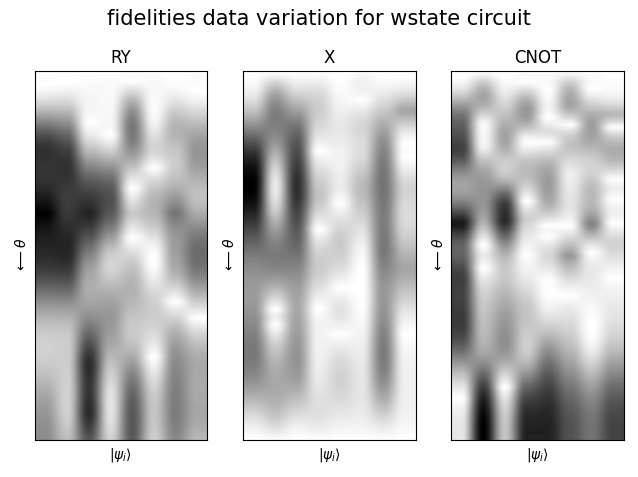 fidelities data variation for wstate circuit
RY X CNOT
⟵ θ ⟵ θ ⟵ θ
|ψᵢ⟩ |ψᵢ⟩ |ψᵢ⟩